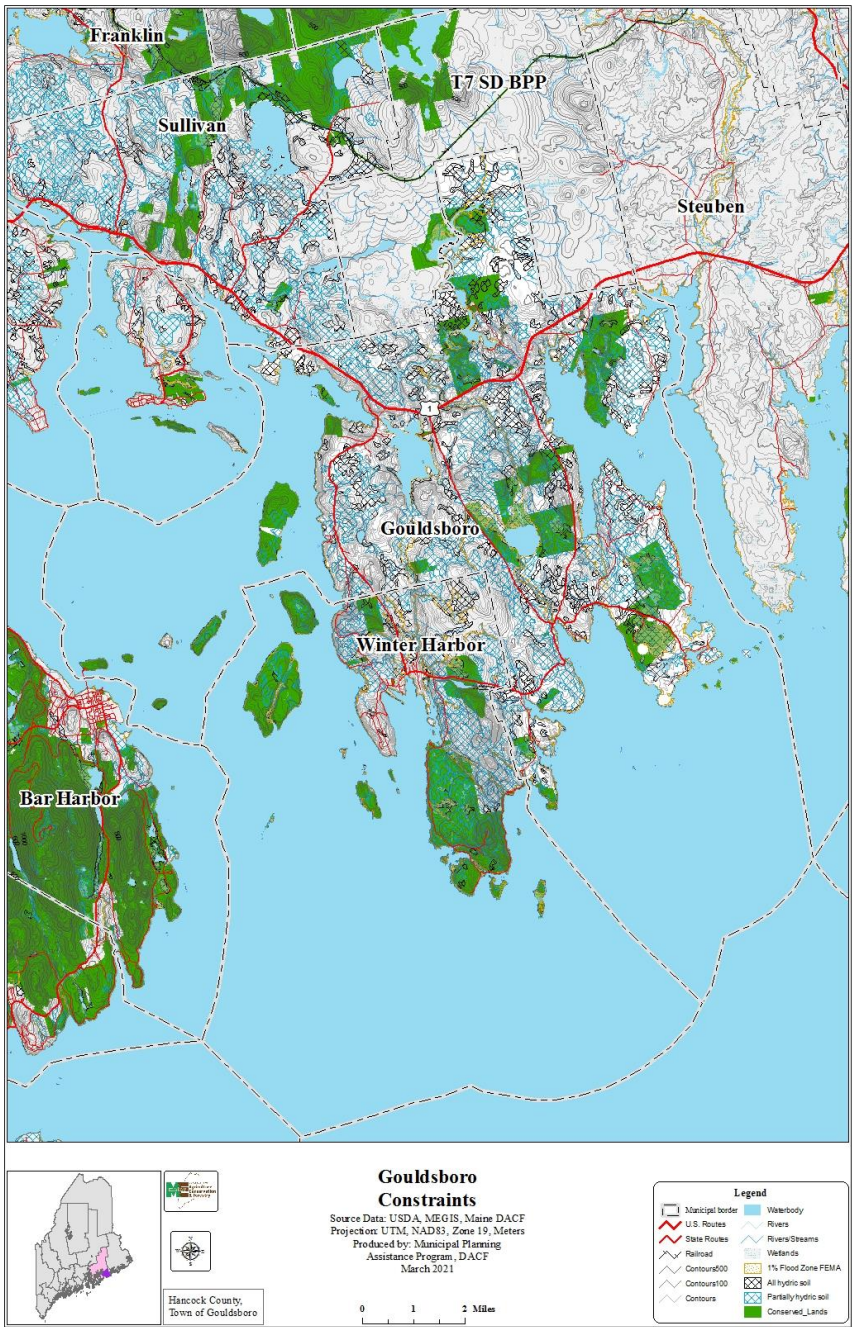 Franklin
T7 SD BPP
Sullivan
Steuben
1
Gouldsboro
Winter Harbor
Bar Harbor
Gouldsboro
Constraints
Source Data: USDA, MEGIS, Maine DACF
Projection: UTM, NAD83, Zone 19, Meters
Produced by: Municipal Planning
Assistance Program, DACF
March 2021
0 1 2 Miles
Agriculture
Conservation
& Forestry
Hancock County,
Town of Gouldsboro
Legend
Municipal border
U.S. Routes
State Routes
Railroad
Contours500
Contours100
Contours
Waterbody
Rivers
Rivers/Streams
Wetlands
1% Flood Zone FEMA
All hydric soil
Partially hydric soil
Conserved_Lands